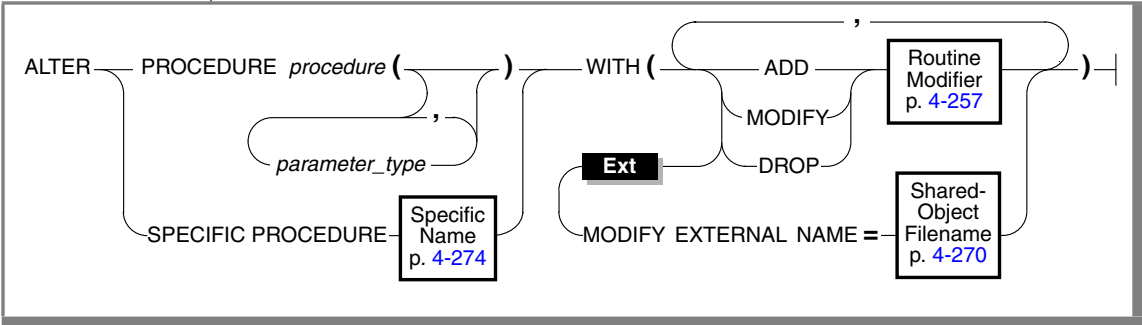 ,
ALTER PROCEDURE procedure ( ) WITH ( ADD Routine Modifier p. 4-257 )
, MODIFY
parameter_type Ext DROP
SPECIFIC PROCEDURE Specific Name p. 4-274 MODIFY EXTERNAL NAME = Shared-Object Filename p. 4-270